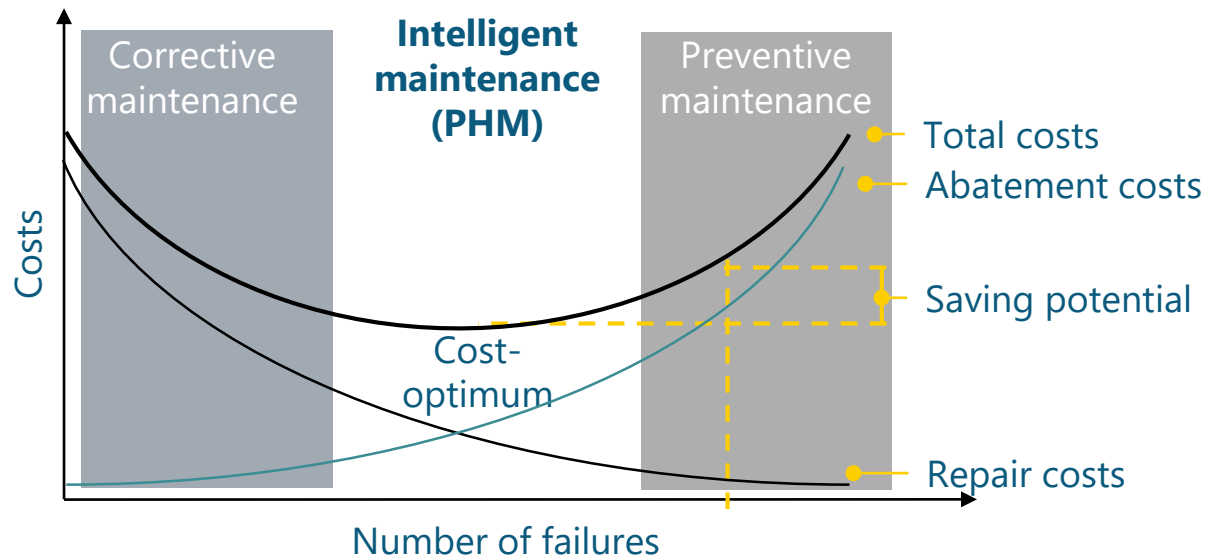 Corrective
maintenance
Intelligent
maintenance
(PHM)
Preventive
maintenance
Total costs
Abatement costs
Costs
Saving potential
Cost-
optimum
Repair costs
Number of failures